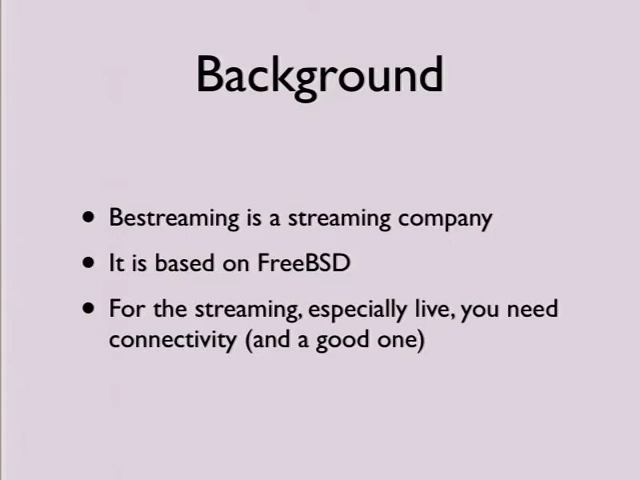 Background
• Bestreaming is a streaming company
• It is based on FreeBSD
• For the streaming, especially live, you need
connectivity (and a good one)